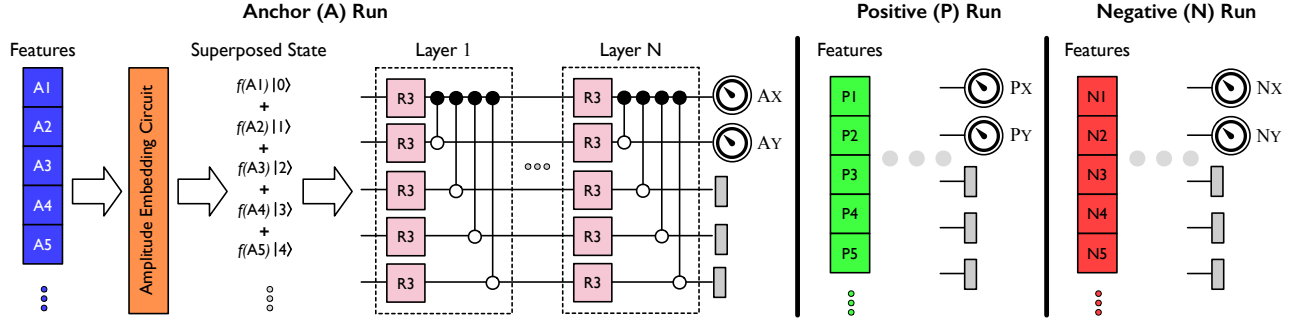 Anchor (A) Run
Positive (P) Run
Negative (N) Run
Features
Superposed State
Layer 1
Layer N
Features
Features
A1
A2
A3
A4
A5
Amplitude Embedding Circuit
f(A1)|0⟩
+
f(A2)|1⟩
+
f(A3)|2⟩
+
f(A4)|3⟩
+
f(A5)|4⟩
R3
R3
R3
R3
R3
R3
R3
R3
R3
R3
AX
AY
P1
P2
P3
P4
P5
PX
PY
N1
N2
N3
N4
N5
NX
NY